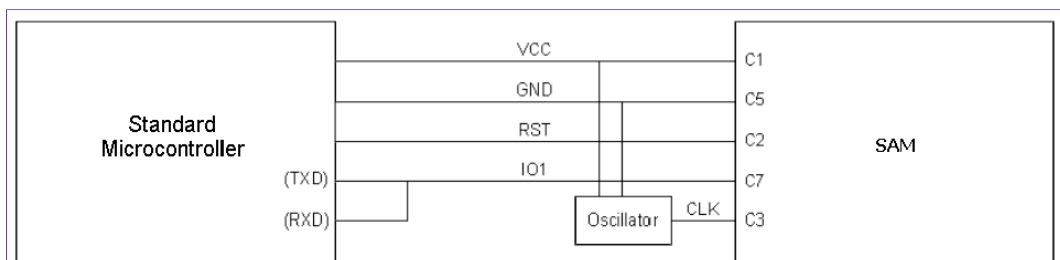 VCC
C1
GND
C5
Standard
Microcontroller
RST
C2
SAM
IO1
(TXD)
C7
(RXD)
Oscillator
CLK
C3